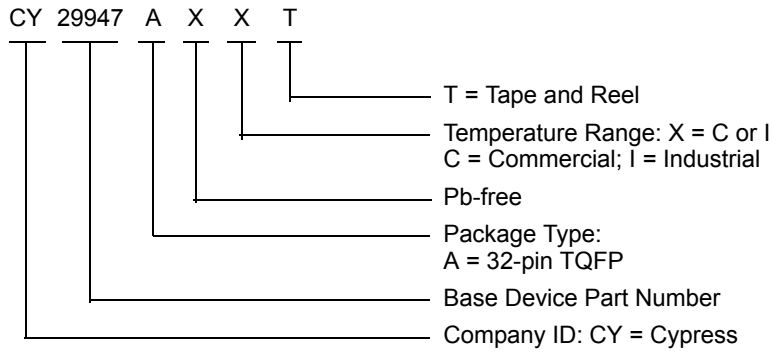 CY 29947 A X X T
T = Tape and Reel
Temperature Range: X = C or I
C = Commercial; I = Industrial
Pb-free
Package Type:
A = 32-pin TQFP
Base Device Part Number
Company ID: CY = Cypress